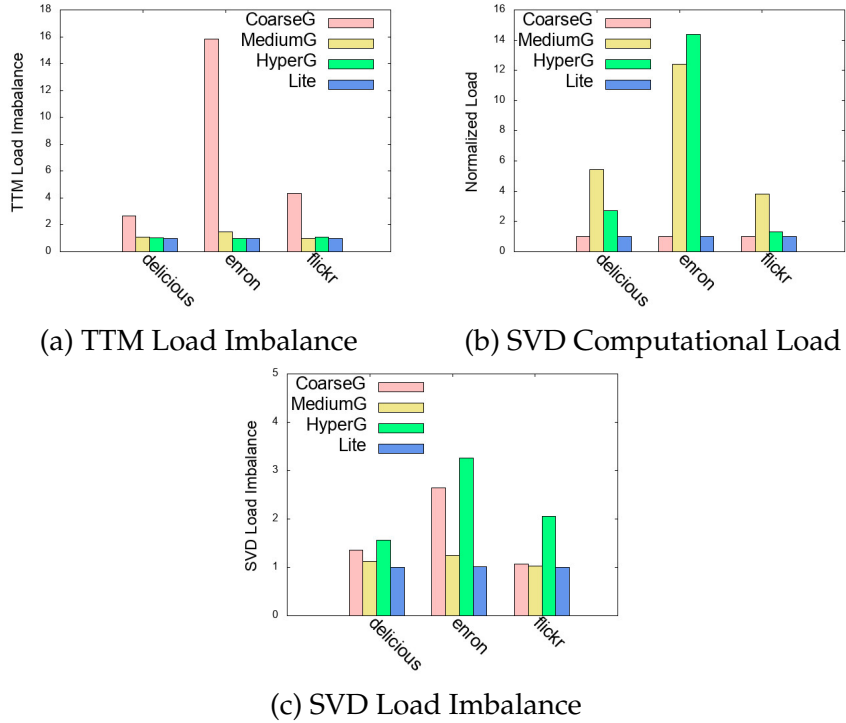 TTM Load Imabalance
18
16
14
12
10
8
6
4
2
0
CoarseG
MediumG
HyperG
Lite
delicious
enron
flickr
(a) TTM Load Imbalance
Normalized Load
16
14
12
10
8
6
4
2
0
CoarseG
MediumG
HyperG
Lite
delicious
enron
flickr
(b) SVD Computational Load
SVD Load Imbalance
5
4
3
2
1
0
CoarseG
MediumG
HyperG
Lite
delicious
enron
flickr
(c) SVD Load Imbalance